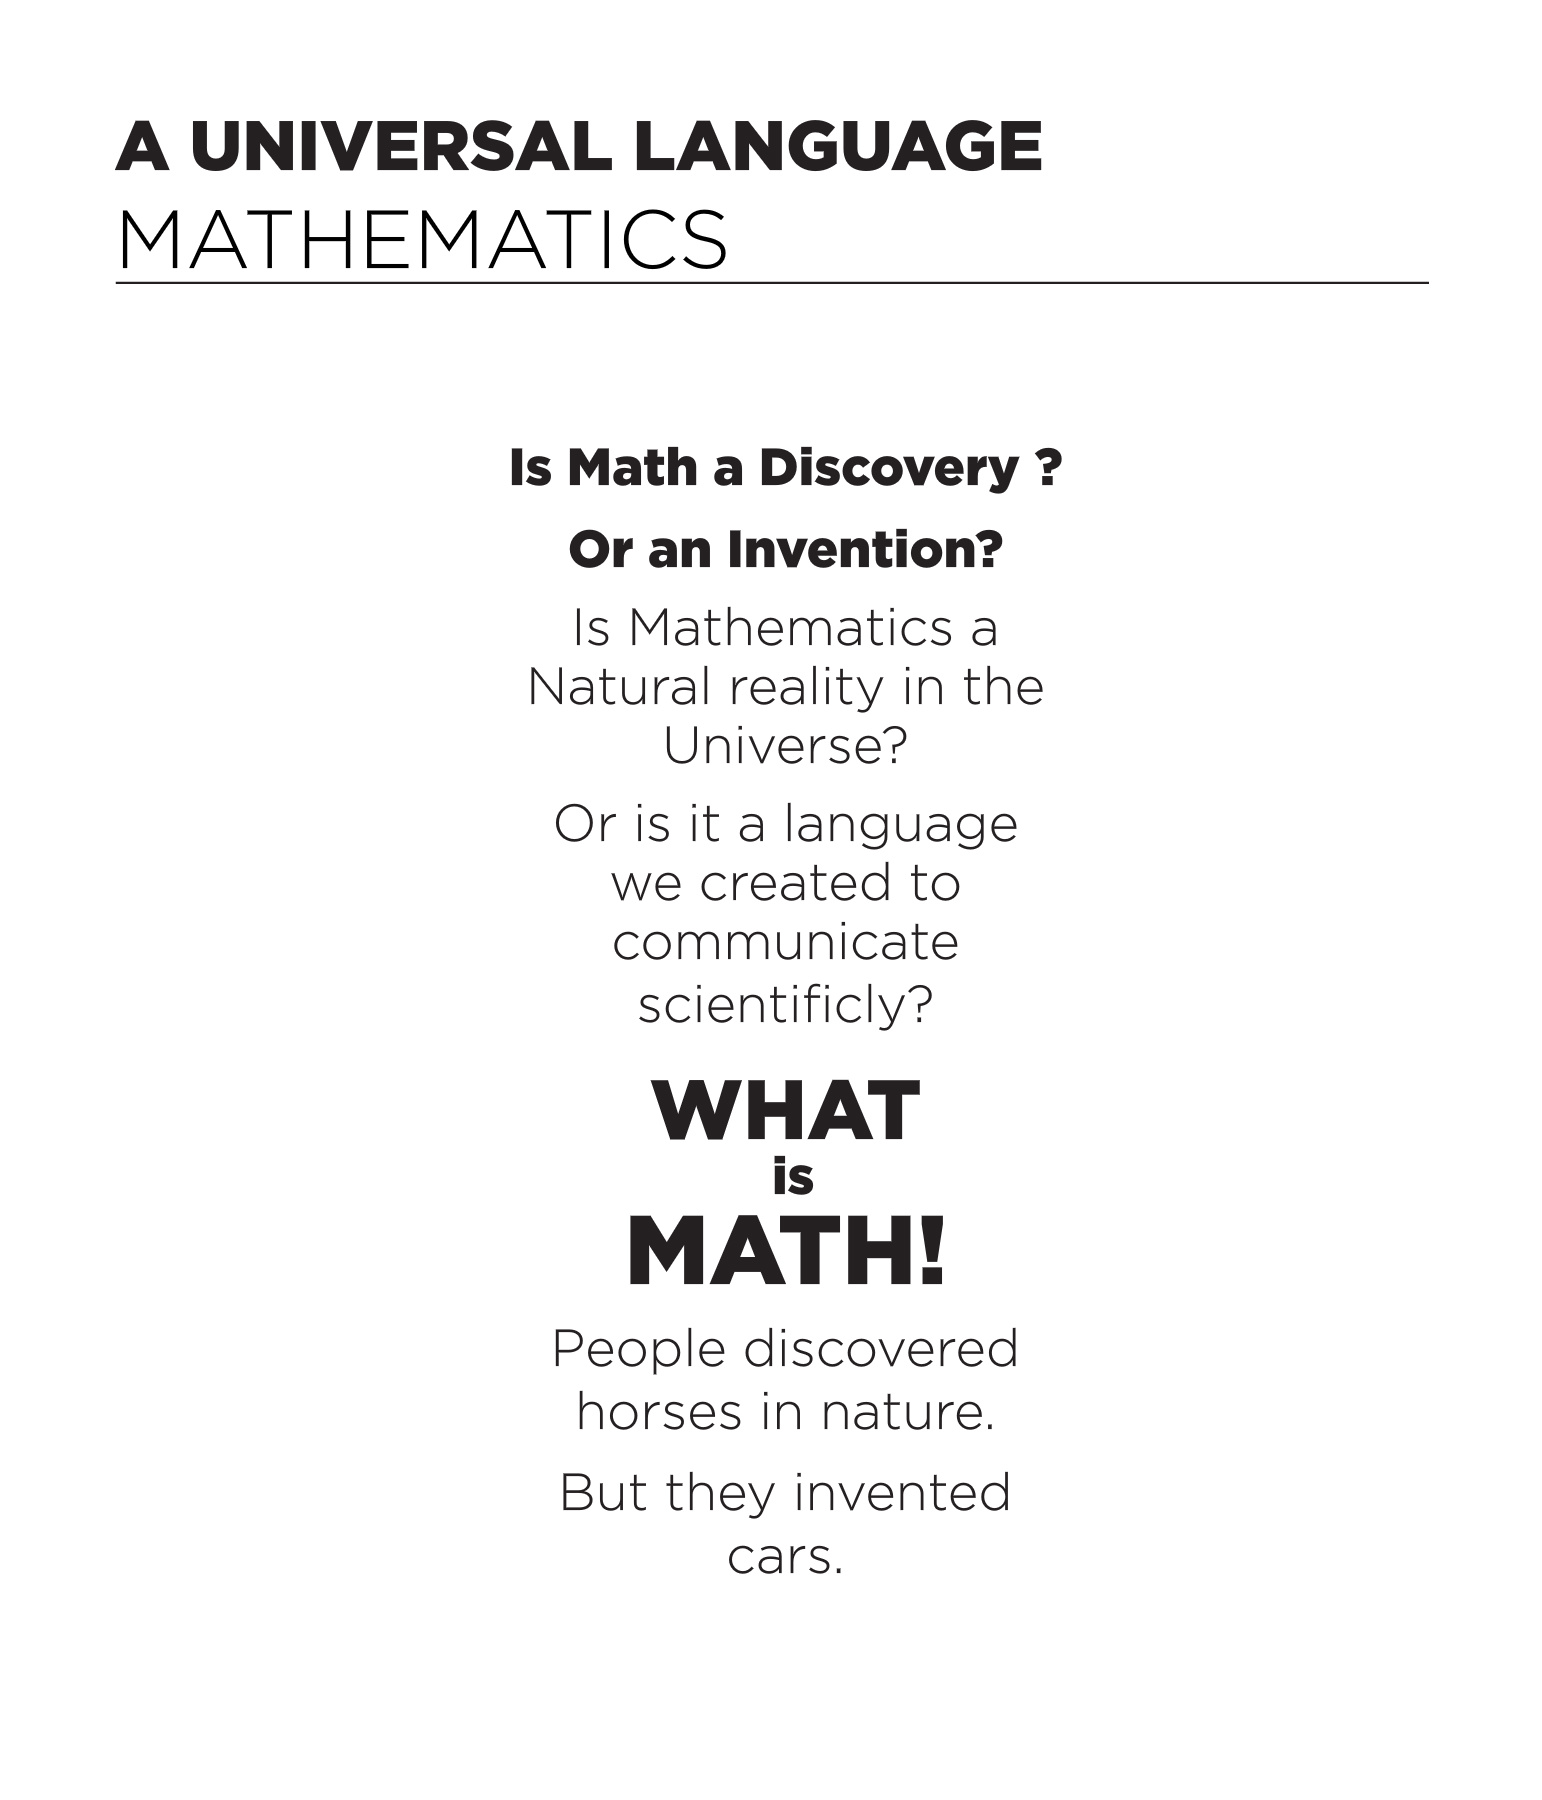 A UNIVERSAL LANGUAGE
MATHEMATICS
Is Math a Discovery ?
Or an Invention?
Is Mathematics a
Natural reality in the
Universe?
Or is it a language
we created to
communicate
scientificly?
WHAT
is
MATH!
People discovered
horses in nature.
But they invented
cars.